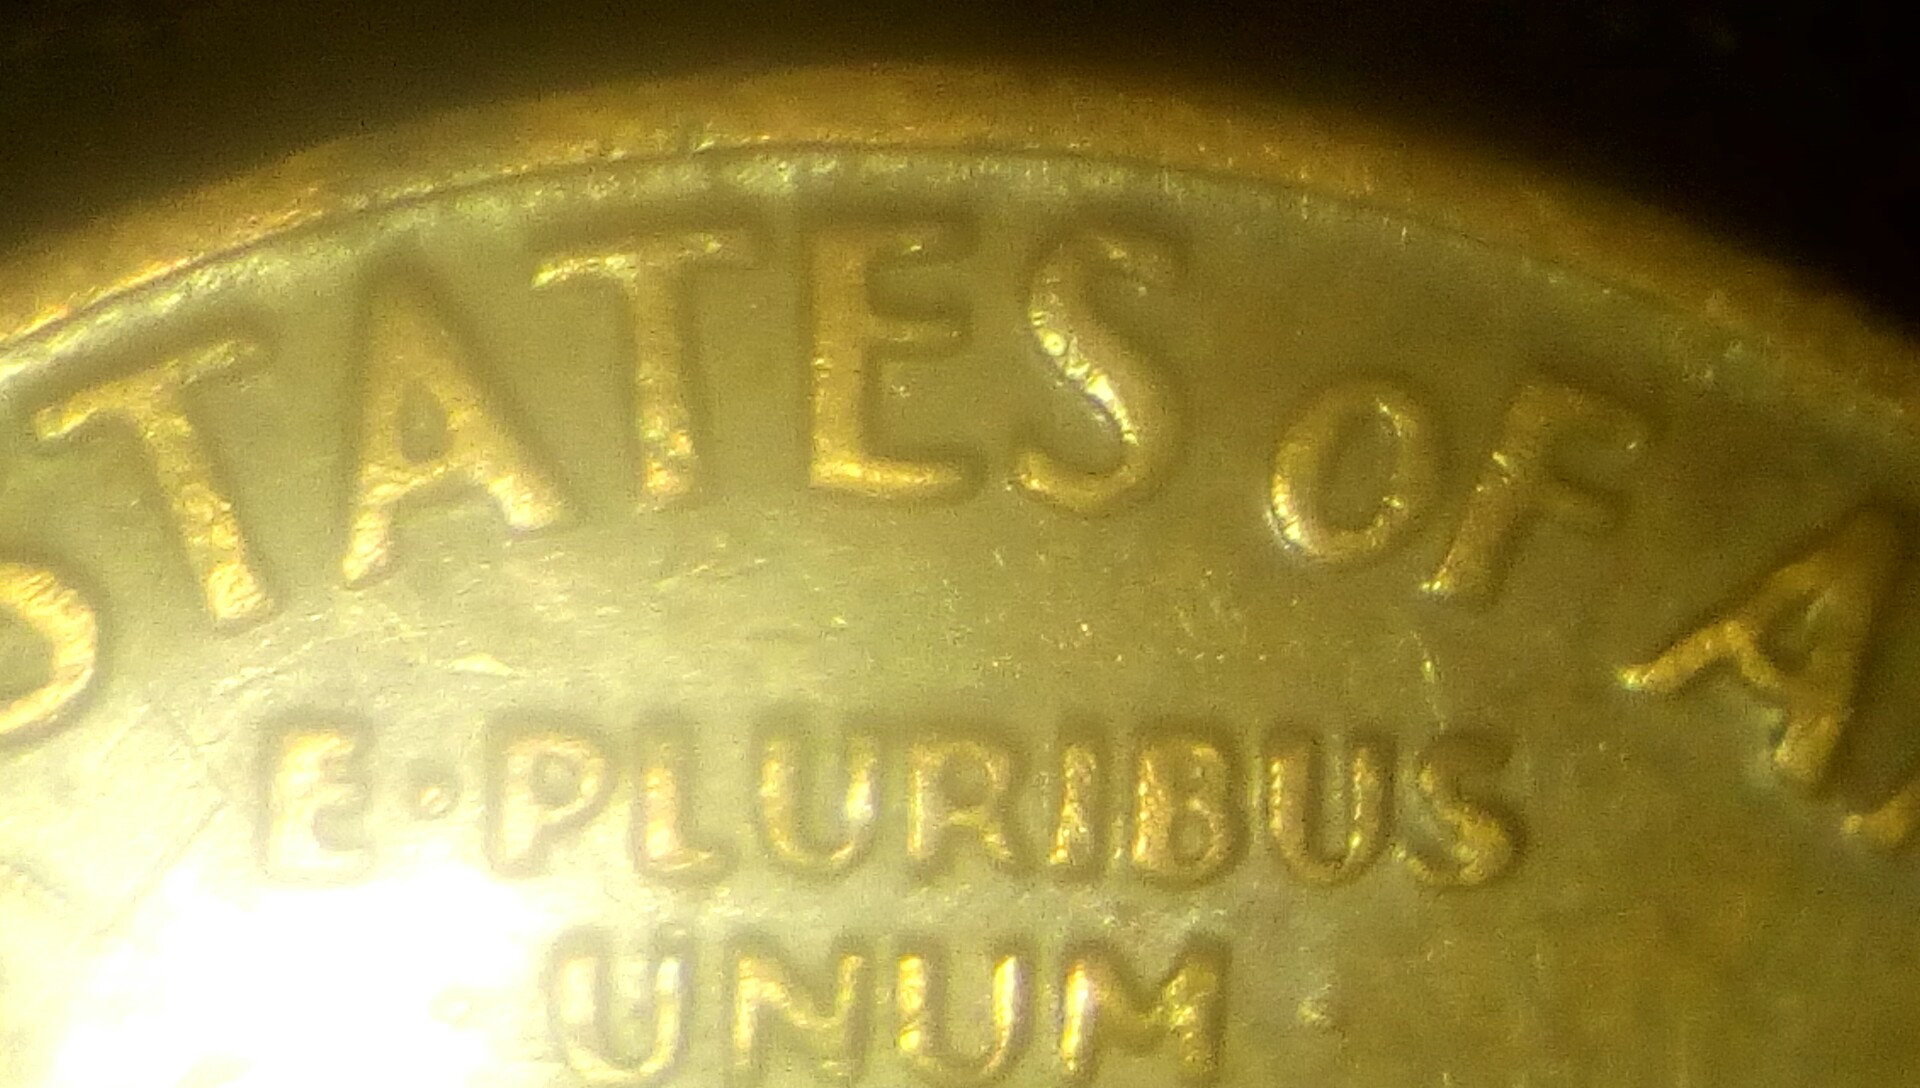 D STATES OF A
E·PLURIBUS
UNUM